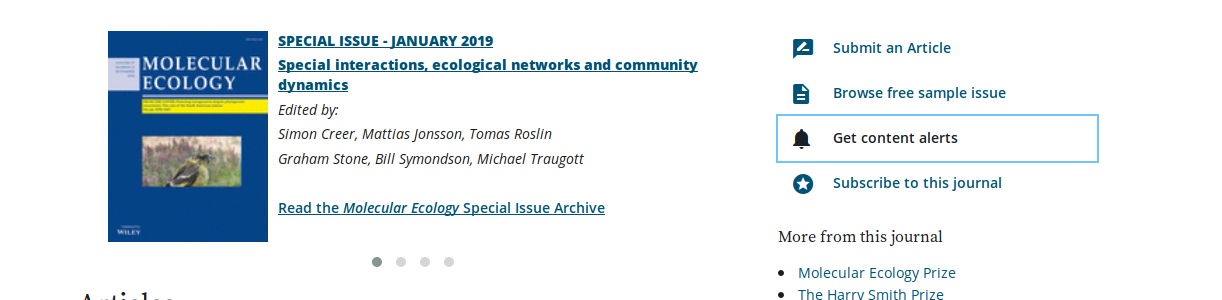 MOLECULAR
ECOLOGY
WILEY
SPECIAL ISSUE - JANUARY 2019
Special interactions, ecological networks and community
dynamics
Edited by:
Simon Creer, Mattias Jonsson, Tomas Roslin
Graham Stone, Bill Symondson, Michael Traugott
Read the Molecular Ecology Special Issue Archive
Articles
Submit an Article
Browse free sample issue
Get content alerts
Subscribe to this journal
More from this journal
Molecular Ecology Prize
The Harry Smith Prize